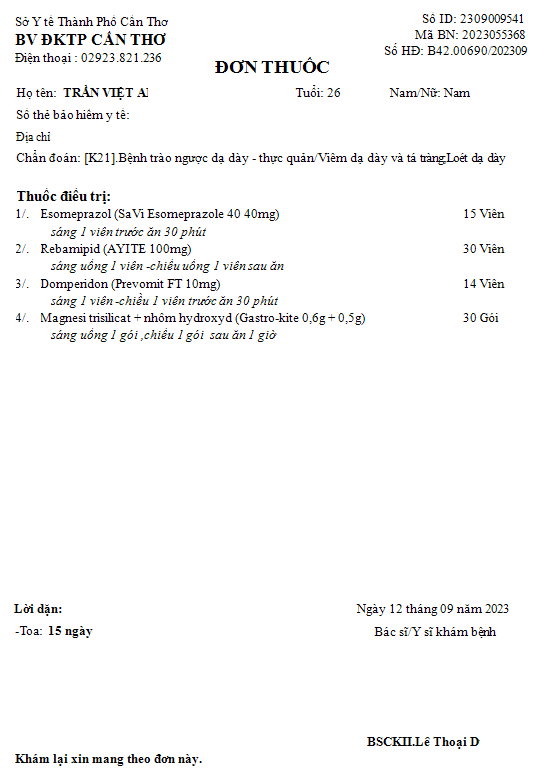 Sở Y tế Thành Phố Cần Thơ
Số ID: 2309009541
BV ĐKTP CẦN THƠ
Mã BN: 2023055368
Điện thoại : 02923.821.236
Số HĐ: B42.00690/202309
ĐƠN THUỐC
Họ tên: TRẦN VIỆT AI Tuổi: 26 Nam/Nữ: Nam
Số thẻ bảo hiểm y tế:
Địa chỉ
Chẩn đoán: [K21].Bệnh trào ngược dạ dày - thực quản/Viêm dạ dày và tá tràng,Loét dạ dày
Thuốc điều trị:
1/. Esomeprazol (SaVi Esomeprazole 40 40mg) 15 Viên
sáng 1 viên trước ăn 30 phút
2/. Rebamipid (AYITE 100mg) 30 Viên
sáng uống 1 viên -chiều uống 1 viên sau ăn
3/. Domperidon (Prevomit FT 10mg) 14 Viên
sáng 1 viên -chiều 1 viên trước ăn 30 phút
4/. Magnesi trisilicat + nhôm hydroxyd (Gastro-kite 0,6g + 0,5g) 30 Gói
sáng uống 1 gói ,chiều 1 gói sau ăn 1 giờ
Lời dặn:
Ngày 12 tháng 09 năm 2023
-Toa: 15 ngày
Bác sĩ/Y sĩ khám bệnh
BSCKII.Lê Thoại D
Khám lại xin mang theo đơn này.